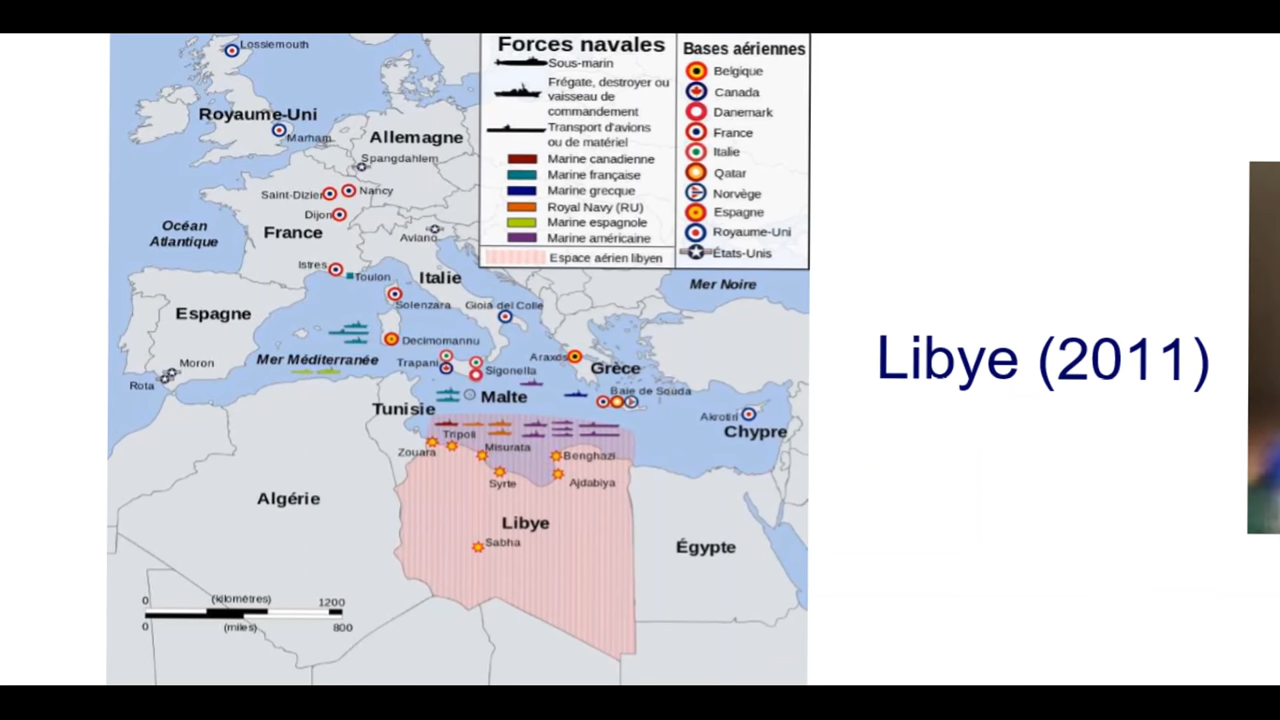 Forces navales
Sous-marin
Frégate, destroyer ou
vaisseau de
commandement
Transport d'avions
ou de matériel
Marine canadienne
Marine française
Marine grecque
Royal Navy (RU)
Marine espagnole
Marine américaine
Espace aérien libyen
Bases aériennes
Belgique
Canada
Danemark
France
Italie
Qatar
Norvège
Espagne
Royaume-Uni
États-Unis
Lossiemouth
Royaume-Uni
Marham
Allemagne
Spangdahlem
Saint-Dizier
Nancy
Dijon
Océan
Atlantique
France
Aviano
Istres
Toulon
Italie
Mer Noire
Solenzara
Gioia del Colle
Espagne
Decimomannu
Mer Méditerranée
Trapani
Sigonella
Araxos
Grèce
Moron
Rota
Malte
Baie de Souda
Tunisie
Akrotiri
Chypre
Tripoli
Zouara
Misurata
Benghazi
Syrte
Ajdabiya
Algérie
Libye
Sabha
Égypte
0 (kilomètres) 1200
0 (miles) 800
Libye (2011)